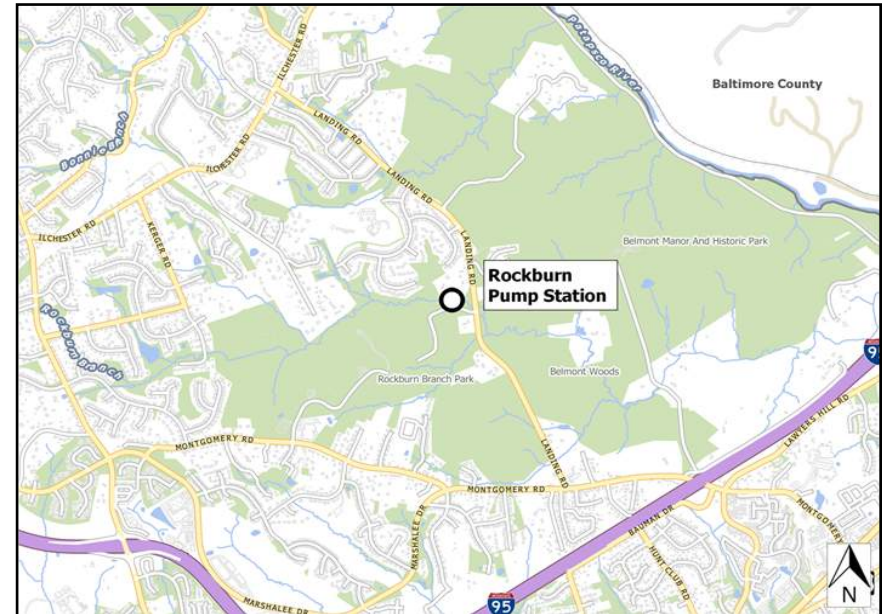 Patapsco River
Baltimore County
ILCHESTER RD
LANDING RD
Bonnie Branch
ILCHESTER RD
LANDING RD
ILCHESTER RD
KERGER RD
LANDING RD
Belmont Manor And Historic Park
Rockburn
Pump Station
Rockburn Branch
Rockburn Branch Park
Belmont Woods
LANDING RD
LAWYERS HILL RD
MONTGOMERY RD
MONTGOMERY RD
MONTGOMERY
MARSHALEE DR
BAUMAN DR
HUNT CLUB RD
MARSHALEE DR
95
N